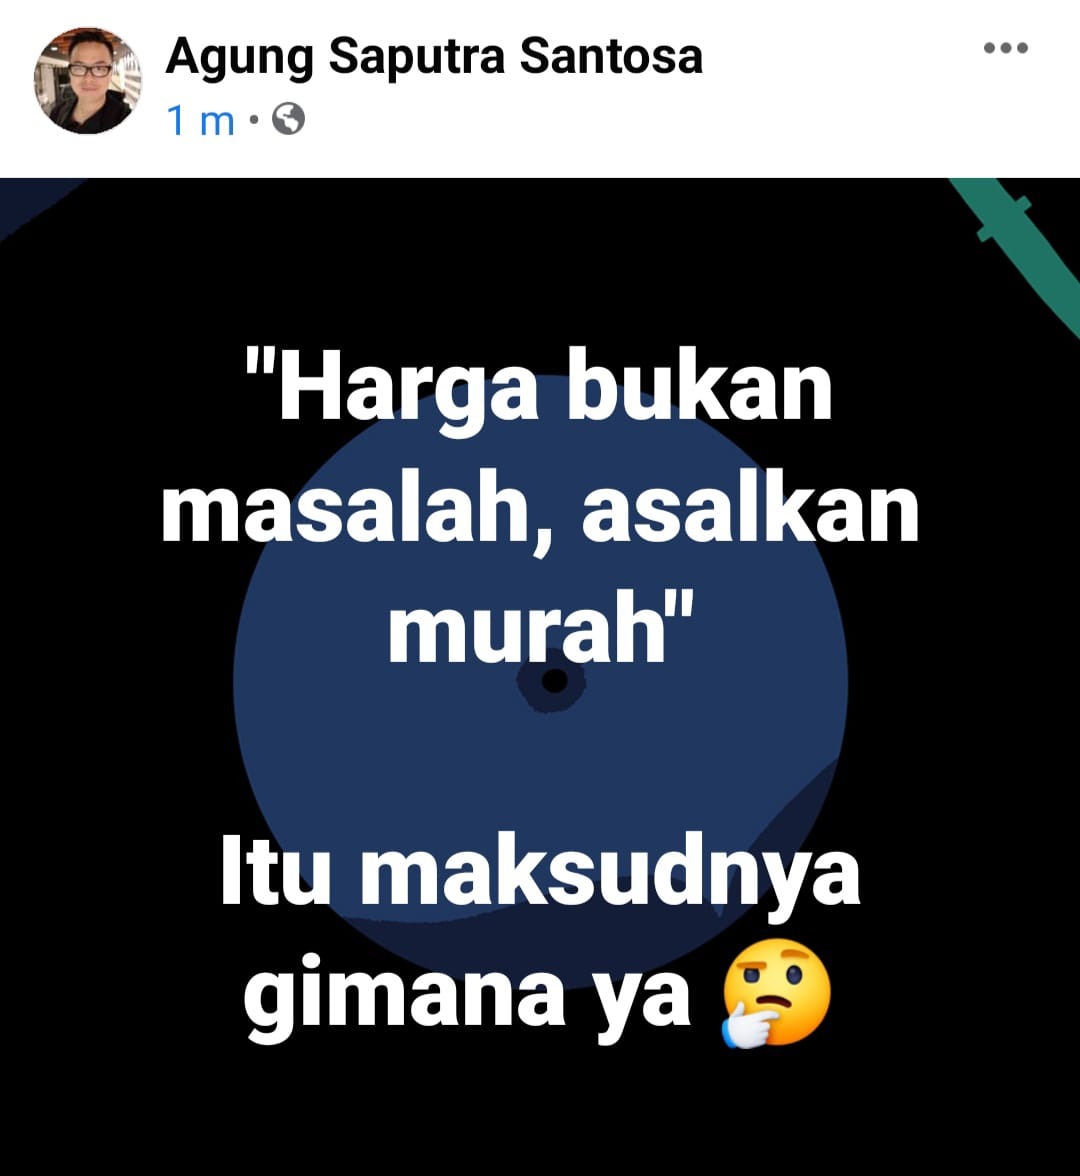 Agung Saputra Santosa
1 m
"Harga bukan
masalah, asalkan
murah"
Itu maksudnya
gimana ya 🤔